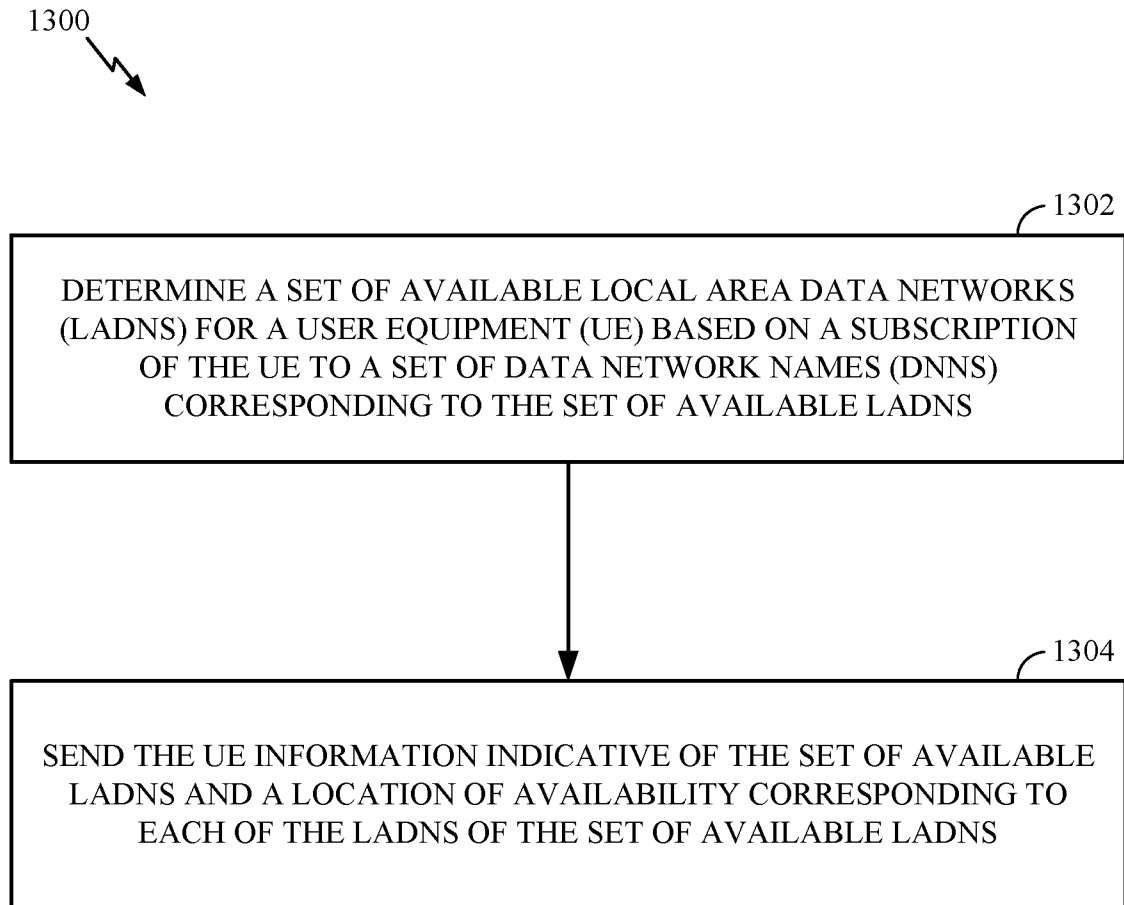 1300
1302
DETERMINE A SET OF AVAILABLE LOCAL AREA DATA NETWORKS
(LADNS) FOR A USER EQUIPMENT (UE) BASED ON A SUBSCRIPTION
OF THE UE TO A SET OF DATA NETWORK NAMES (DNNS)
CORRESPONDING TO THE SET OF AVAILABLE LADNS
1304
SEND THE UE INFORMATION INDICATIVE OF THE SET OF AVAILABLE
LADNS AND A LOCATION OF AVAILABILITY CORRESPONDING TO
EACH OF THE LADNS OF THE SET OF AVAILABLE LADNS